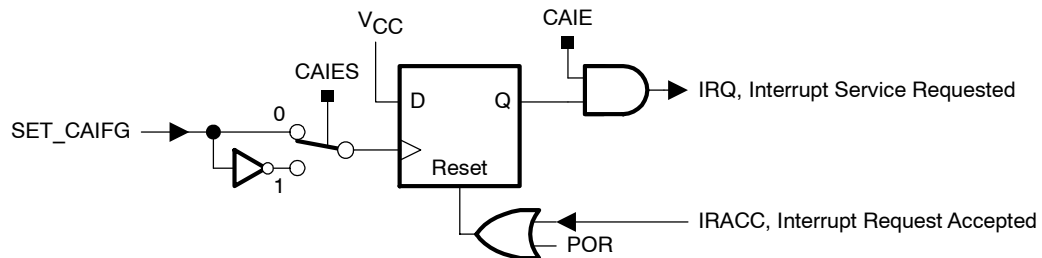 CAIE
VCC
CAIES
D
Q
IRQ, Interrupt Service Requested
0
SET_CAIFG
Reset
1
IRACC, Interrupt Request Accepted
POR